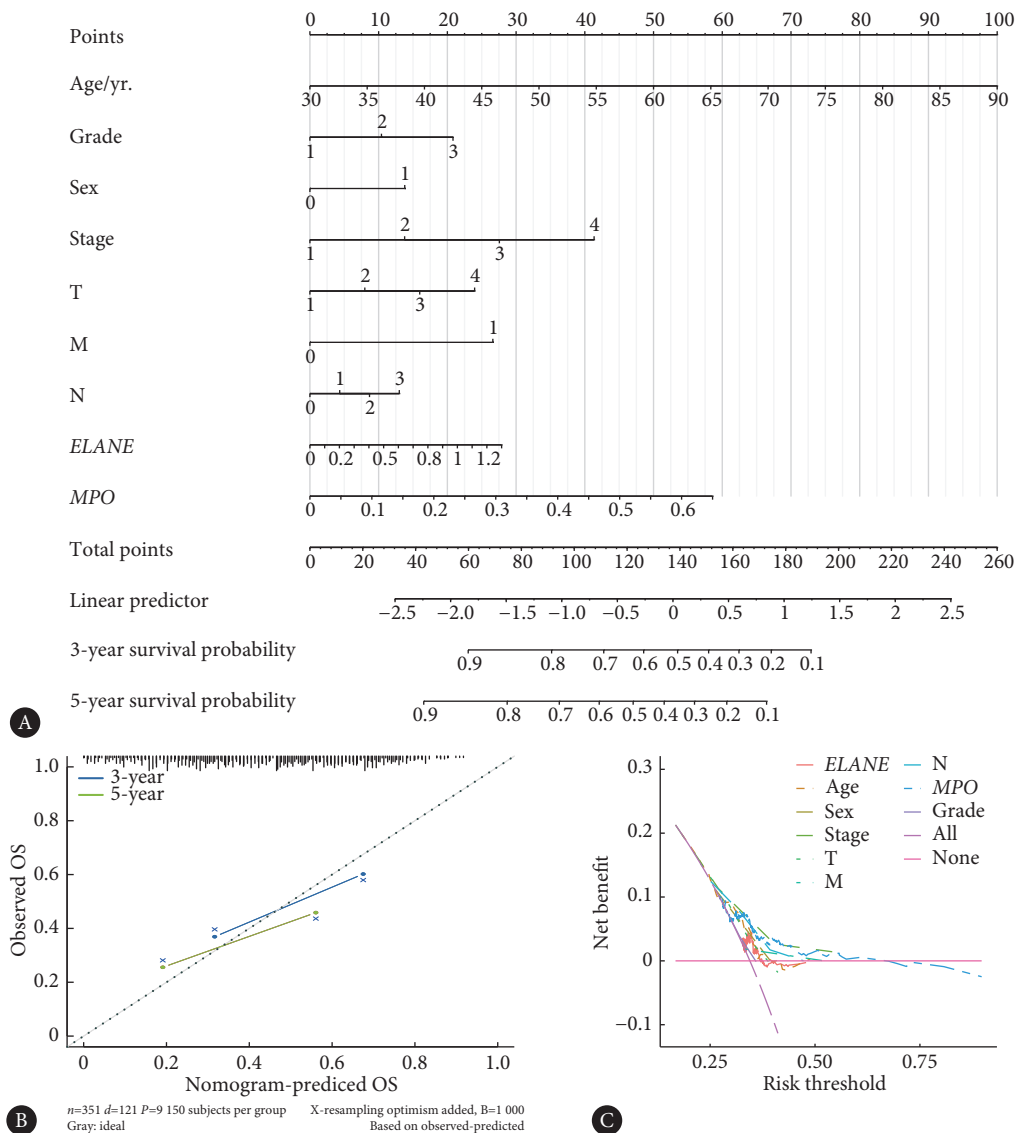 0 10 20 30 40 50 60 70 80 90 100
Points
Age/yr.
30 35 40 45 50 55 60 65 70 75 80 85 90
2
Grade
1 3
1
Sex
0
2 4
Stage
1 3
2 4
T
1 3
1
M
0
1 3
N
0 2
ELANE
0 0.2 0.5 0.8 1 1.2
MPO
0 0.1 0.2 0.3 0.4 0.5 0.6
Total points
0 20 40 60 80 100 120 140 160 180 200 220 240 260
Linear predictor
−2.5 −2.0 −1.5 −1.0 −0.5 0 0.5 1 1.5 2 2.5
3-year survival probability
0.9 0.8 0.7 0.6 0.5 0.4 0.3 0.2 0.1
5-year survival probability
0.9 0.8 0.7 0.6 0.5 0.4 0.3 0.2 0.1
A
1.0
0.8
0.6
0.4
0.2
0
Observed OS
3-year
5-year
0 0.2 0.4 0.6 0.8 1.0
Nomogram-prediced OS
B
n=351 d=121 P=9 150 subjects per group
Gray: ideal
X-resampling optimism added, B=1 000
Based on observed-predicted
0.3
0.2
0.1
0
−0.1
Net benefit
ELANE
Age
Sex
Stage
T
M
N
MPO
Grade
All
None
0.25 0.50 0.75
Risk threshold
C